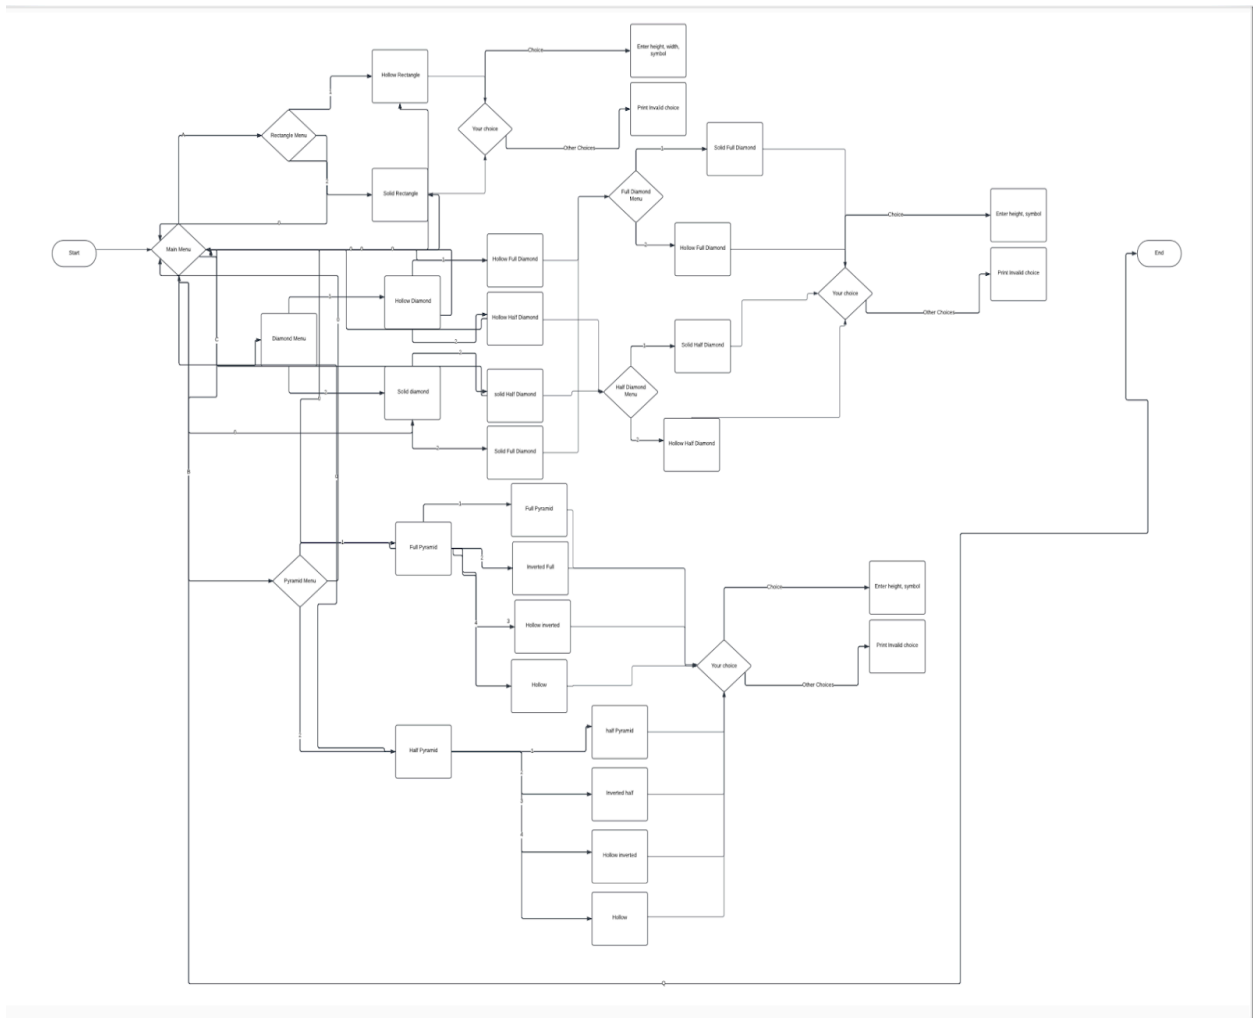 Enter height, width,
symbol
Choice
Hollow Rectangle
Print Invalid choice
Your choice
Rectangle Menu
Other Choices
Solid Full Diamond
Solid Rectangle
Full Diamond
Menu
Choice
Enter height, symbol
Start
Main Menu
Hollow Full Diamond
Hollow Full Diamond
End
Print Invalid choice
Your choice
Hollow Diamond
Other Choices
Hollow Half Diamond
Diamond Menu
Solid Half Diamond
Solid diamond
solid Half Diamond
Half Diamond
Menu
Hollow Half Diamond
Solid Full Diamond
1
Full Pyramid
Full Pyramid
Inverted Full
Pyramid Menu
Choice
Enter height, symbol
3
Hollow inverted
Print Invalid choice
Your choice
Hollow
Other Choices
half Pyramid
Half Pyramid
1
Inverted half
Hollow inverted
Hollow
Q